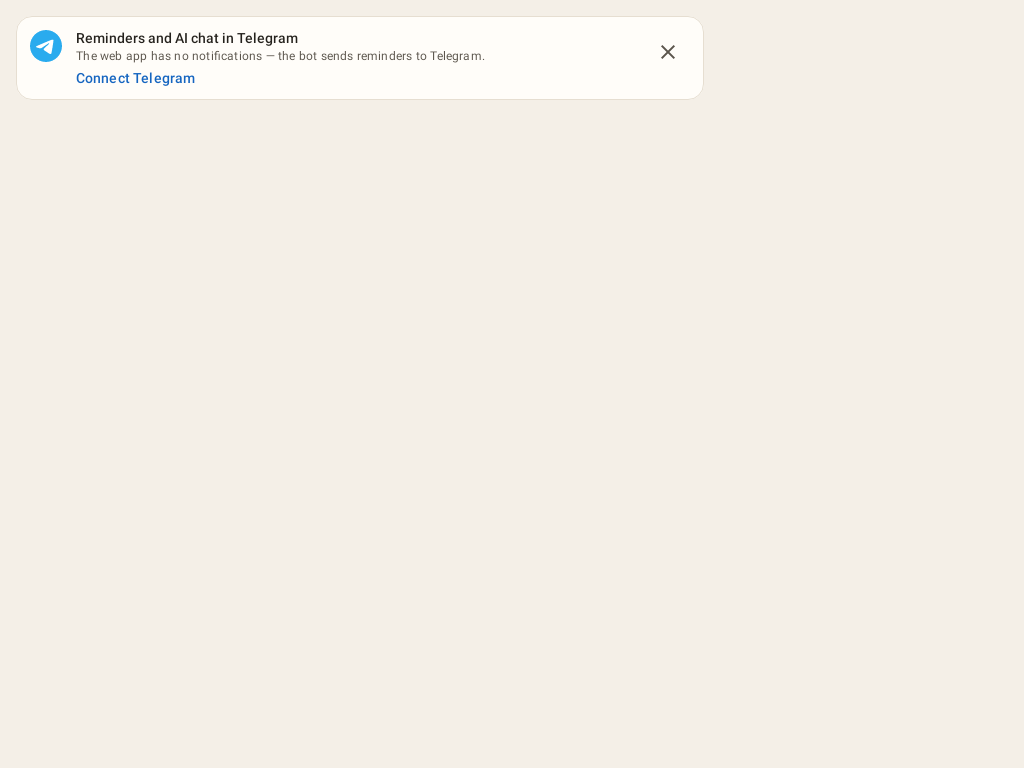 Reminders and AI chat in Telegram
The web app has no notifications — the bot sends reminders to Telegram.
Connect Telegram